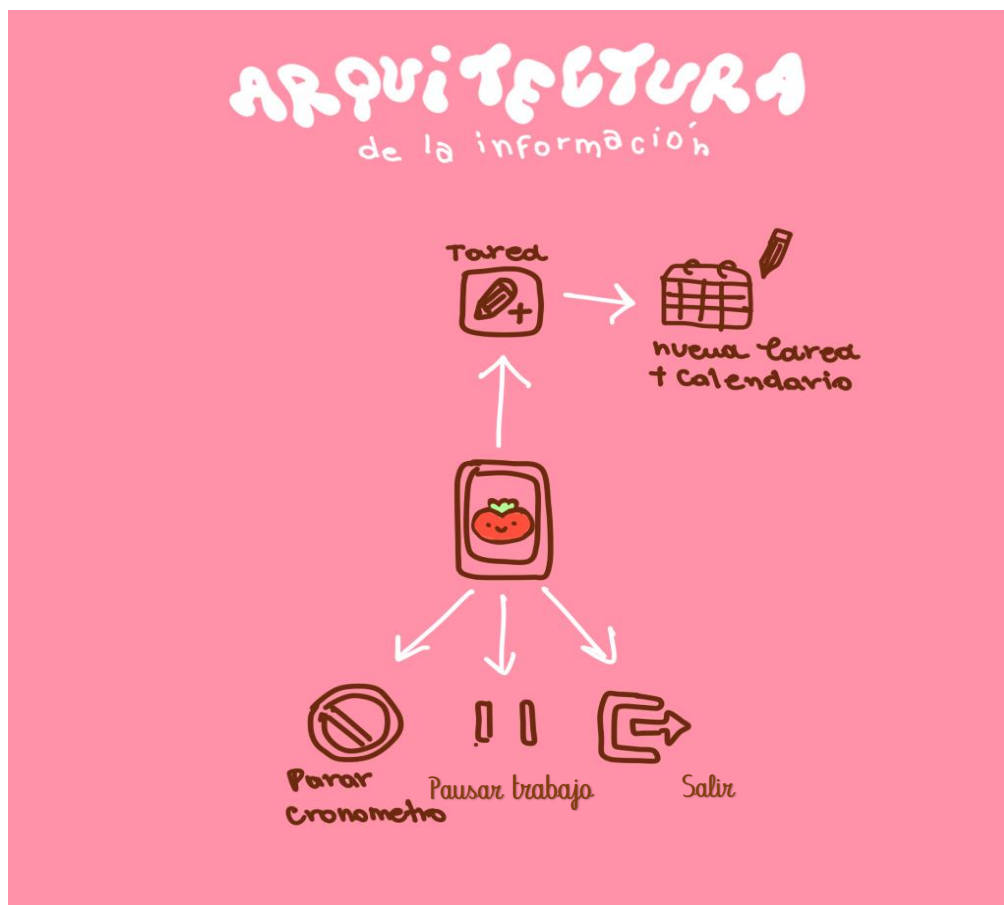 ARQUiTECTURA
de la información
Tarea
nueva tarea
+ calendario
Parar
cronometro
Pausar trabajo
Salir